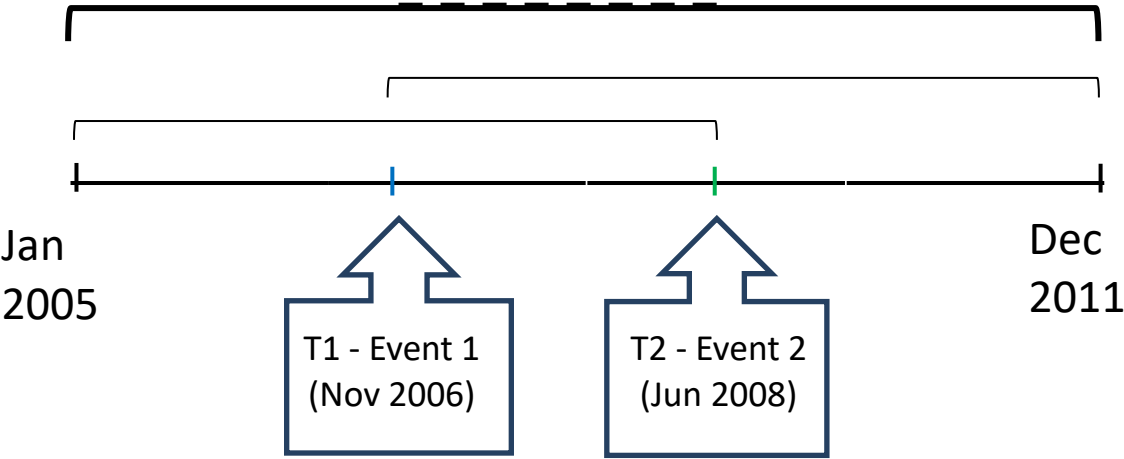 Jan
2005
Dec
2011
T1 - Event 1
(Nov 2006)
T2 - Event 2
(Jun 2008)